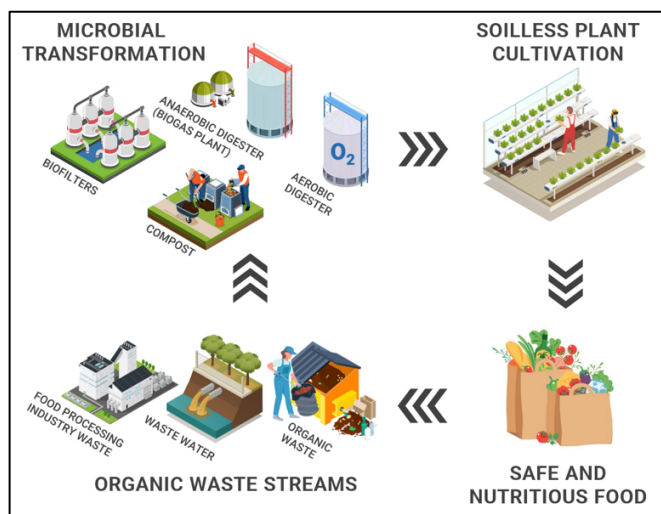 MICROBIAL
TRANSFORMATION
SOILLESS PLANT
CULTIVATION
BIOFILTERS
ANAEROBIC DIGESTER
(BIOGAS PLANT)
O2
AEROBIC
DIGESTER
COMPOST
FOOD PROCESSING
INDUSTRY WASTE
WASTE WATER
ORGANIC
WASTE
ORGANIC WASTE STREAMS
SAFE AND
NUTRITIOUS FOOD